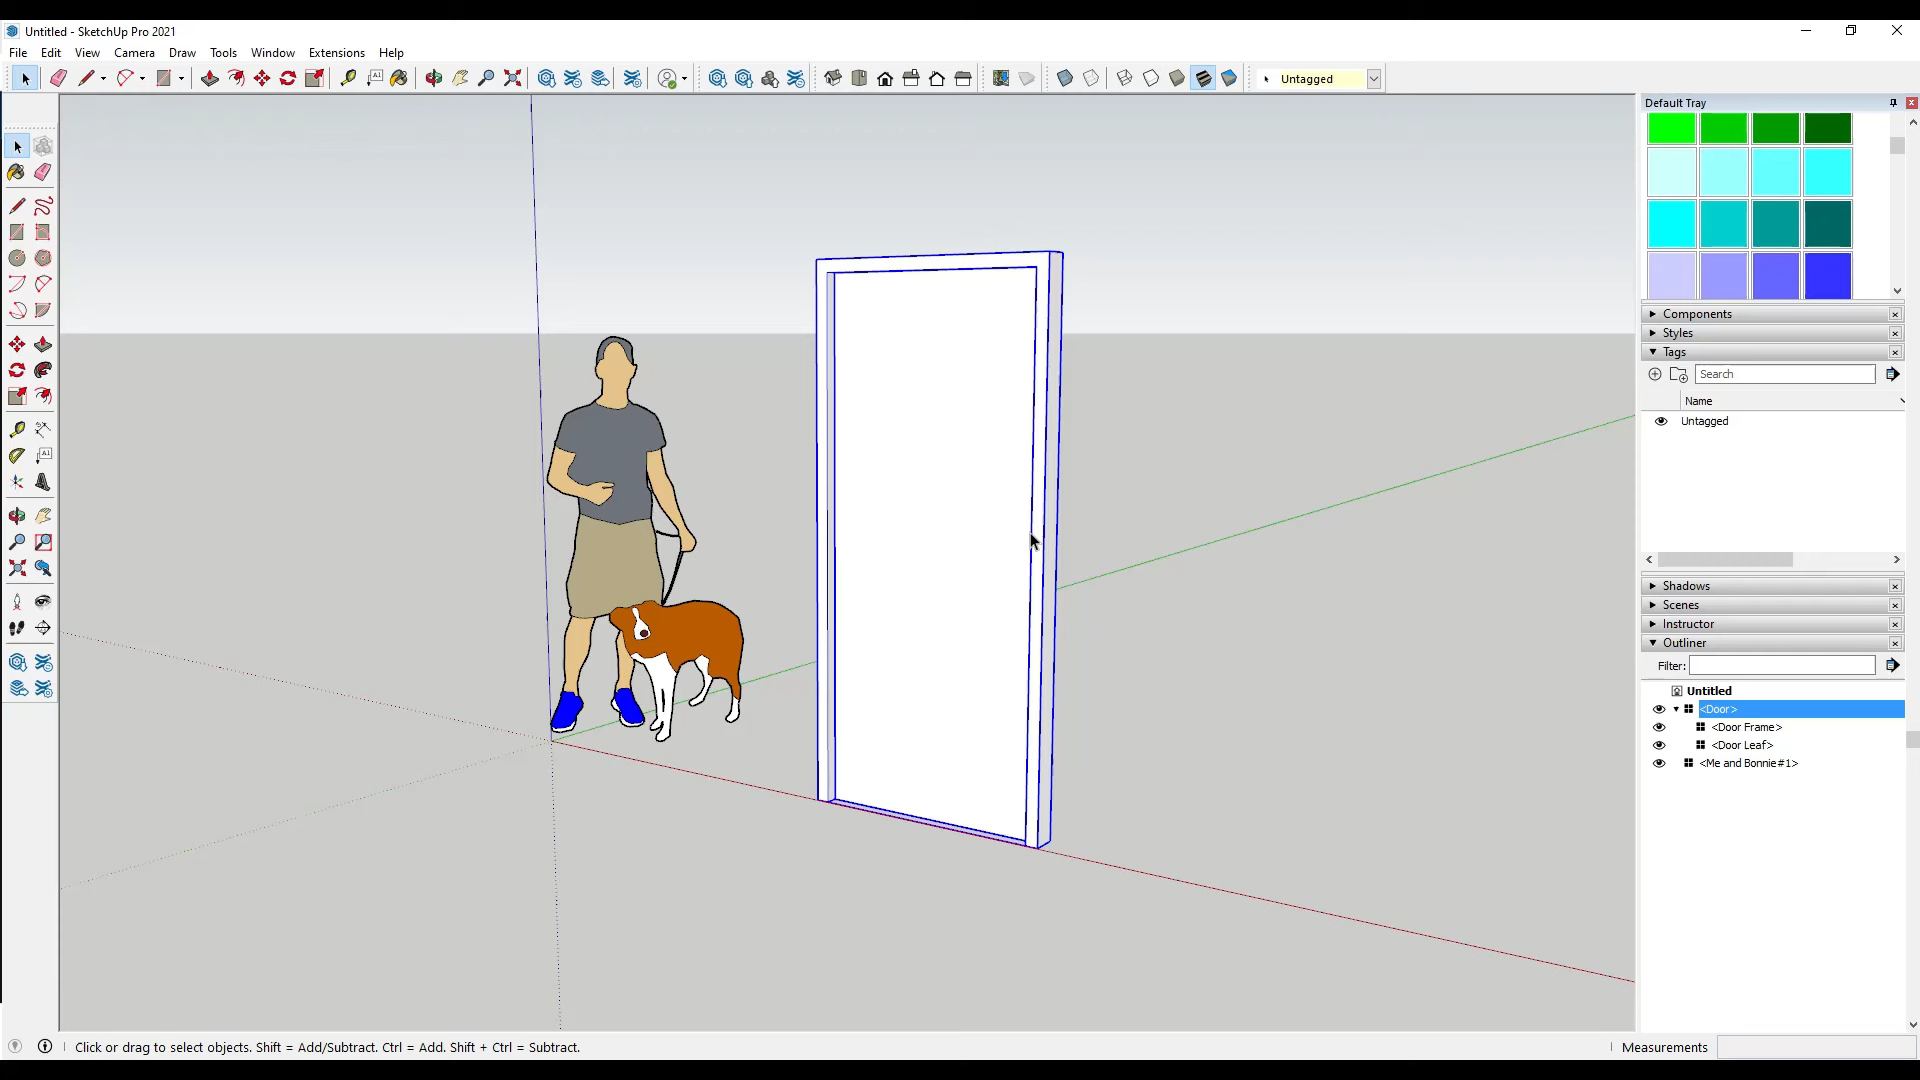 Untitled - SketchUp Pro 2021
File Edit View Camera Draw Tools Window Extensions Help
A1 Untagged
Default Tray
A1
Components
Styles
Tags
Search
Name
Untagged
Shadows
Scenes
Instructor
Outliner
Filter:
Untitled
<Door>
<Door Frame>
<Door Leaf>
<Me and Bonnie#1>
Click or drag to select objects. Shift = Add/Subtract. Ctrl = Add. Shift + Ctrl = Subtract.
Measurements